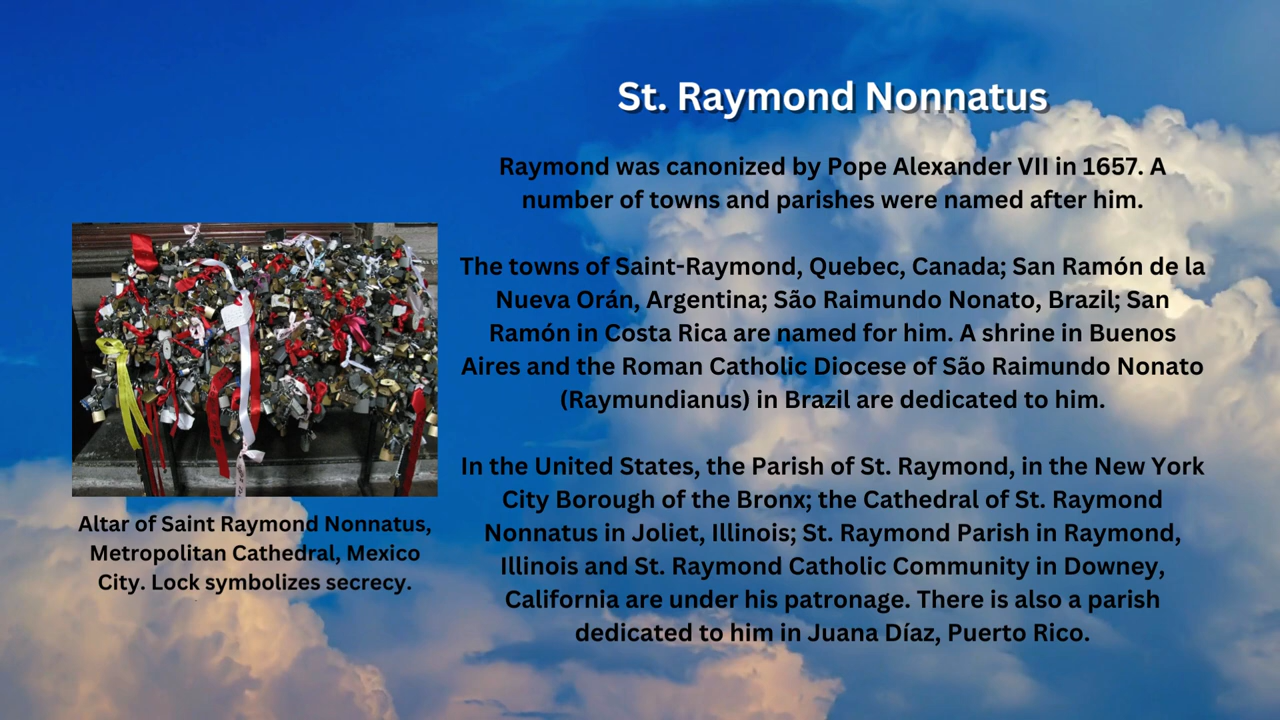 St. Raymond Nonnatus
Raymond was canonized by Pope Alexander VII in 1657. A
number of towns and parishes were named after him.
The towns of Saint-Raymond, Quebec, Canada; San Ramón de la
Nueva Orán, Argentina; São Raimundo Nonato, Brazil; San
Ramón in Costa Rica are named for him. A shrine in Buenos
Aires and the Roman Catholic Diocese of São Raimundo Nonato
(Raymundianus) in Brazil are dedicated to him.
In the United States, the Parish of St. Raymond, in the New York
City Borough of the Bronx; the Cathedral of St. Raymond
Nonnatus in Joliet, Illinois; St. Raymond Parish in Raymond,
Illinois and St. Raymond Catholic Community in Downey,
California are under his patronage. There is also a parish
dedicated to him in Juana Díaz, Puerto Rico.
Altar of Saint Raymond Nonnatus,
Metropolitan Cathedral, Mexico
City. Lock symbolizes secrecy.